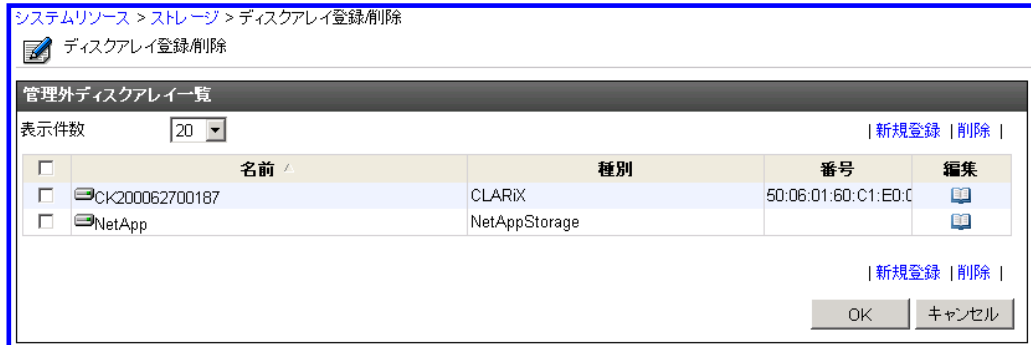 システムリソース > ストレージ > ディスクアレイ登録/削除
ディスクアレイ登録/削除
管理外ディスクアレイ一覧
表示件数 20 | 新規登録 | 削除 |
名前 種別 番号 編集
CK200062700187 CLARiX 50:06:01:60:C1:E0:0
NetApp NetAppStorage
| 新規登録 | 削除 |
OK キャンセル